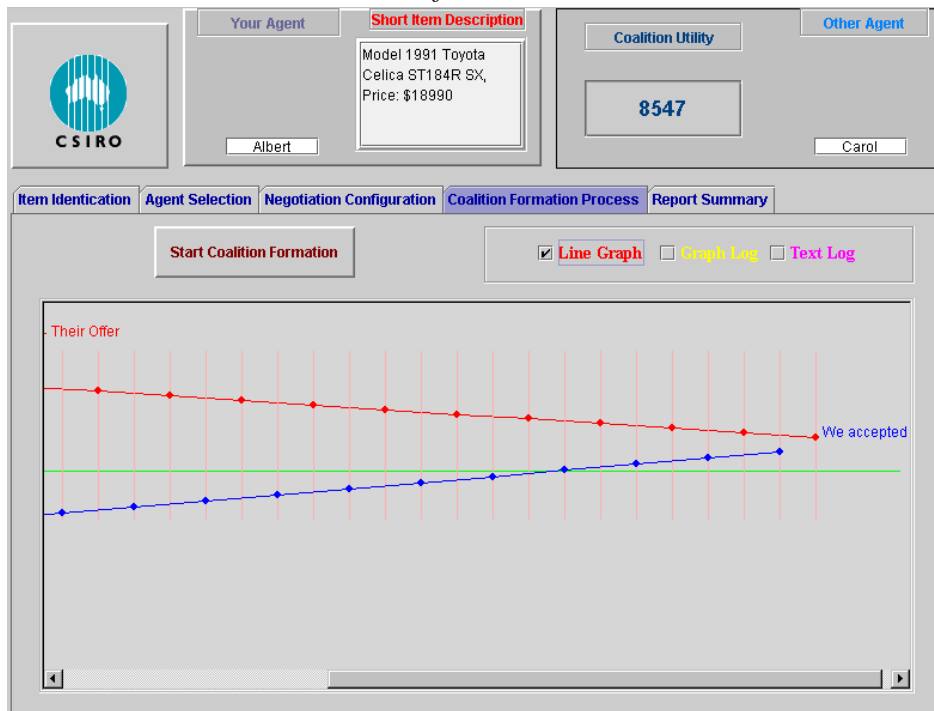 Your Agent
Short Item Description
Model 1991 Toyota
Celica ST184R SX,
Price: $18990
Albert
CSIRO
Coalition Utility
8547
Other Agent
Carol
Item Identication
Agent Selection
Negotiation Configuration
Coalition Formation Process
Report Summary
Start Coalition Formation
Line Graph
Graph Log
Text Log
- Their Offer
We accepted